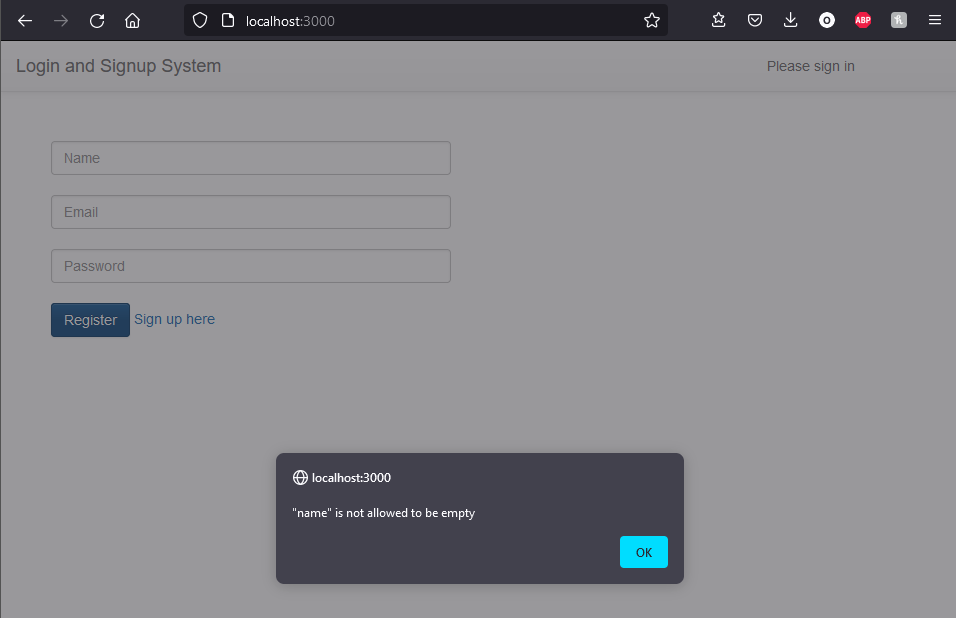 localhost:3000
ABP
Login and Signup System
Please sign in
Name
Email
Password
Register Sign up here
localhost:3000
"name" is not allowed to be empty
OK